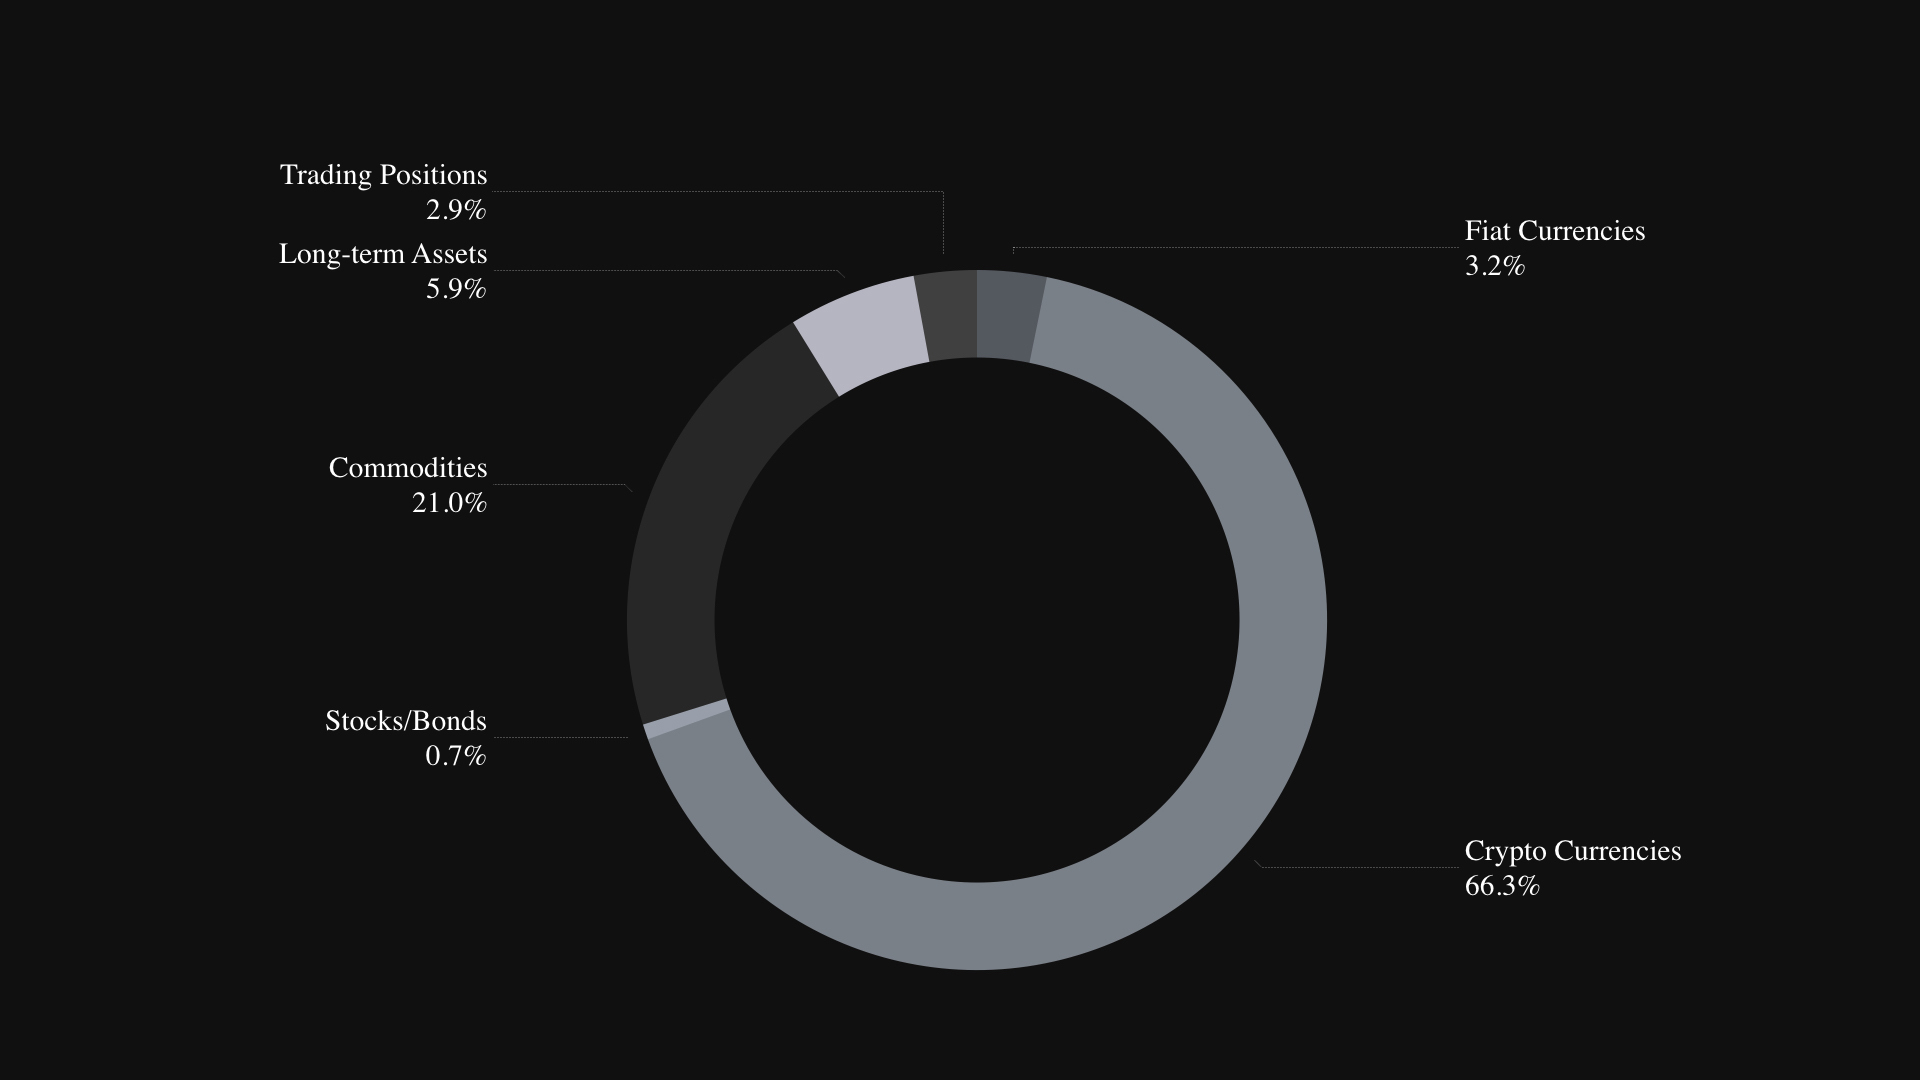 Trading Positions
2.9%
Long-term Assets
5.9%
Commodities
21.0%
Stocks/Bonds
0.7%
Fiat Currencies
3.2%
Crypto Currencies
66.3%